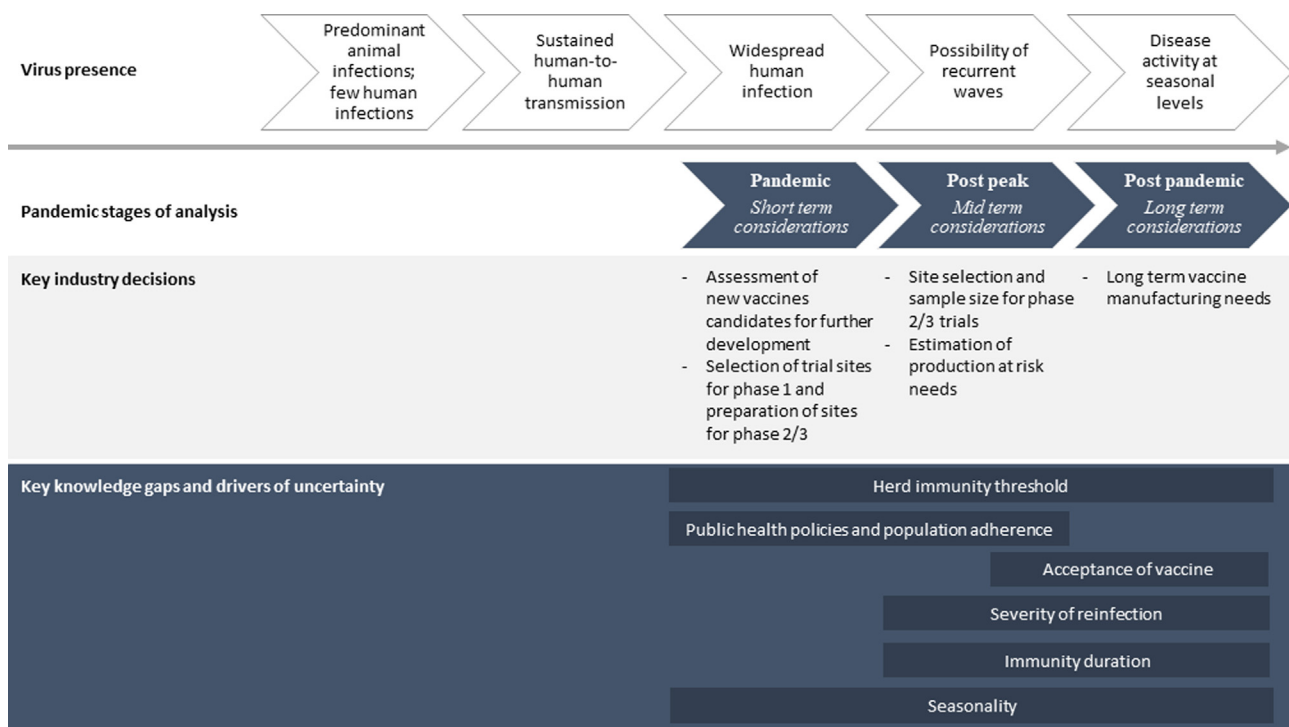 Virus presence
Predominant
animal
infections;
few human
infections
Sustained
human-to-
human
transmission
Widespread
human
infection
Possibility of
recurrent
waves
Disease
activity at
seasonal
levels
Pandemic stages of analysis
Pandemic
Short term
considerations
Post peak
Mid term
considerations
Post pandemic
Long term
considerations
Key industry decisions
- Assessment of
new vaccines
candidates for further
development
- Selection of trial sites
for phase 1 and
preparation of sites
for phase 2/3
- Site selection and
sample size for phase
2/3 trials
- Estimation of
production at risk
needs
- Long term vaccine
manufacturing needs
Key knowledge gaps and drivers of uncertainty
Herd immunity threshold
Public health policies and population adherence
Acceptance of vaccine
Severity of reinfection
Immunity duration
Seasonality